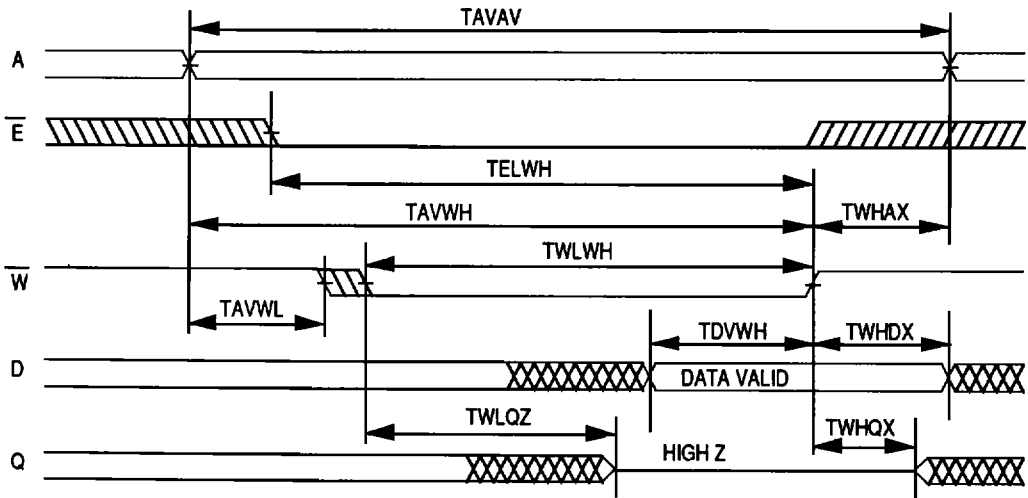 TAVAV
A
E̅
TELWH
TAVWH
TWHAX
TWLWH
W̅
TAVWL
TDVWH
TWHDX
D
DATA VALID
TWLQZ
TWHQX
Q
HIGH Z